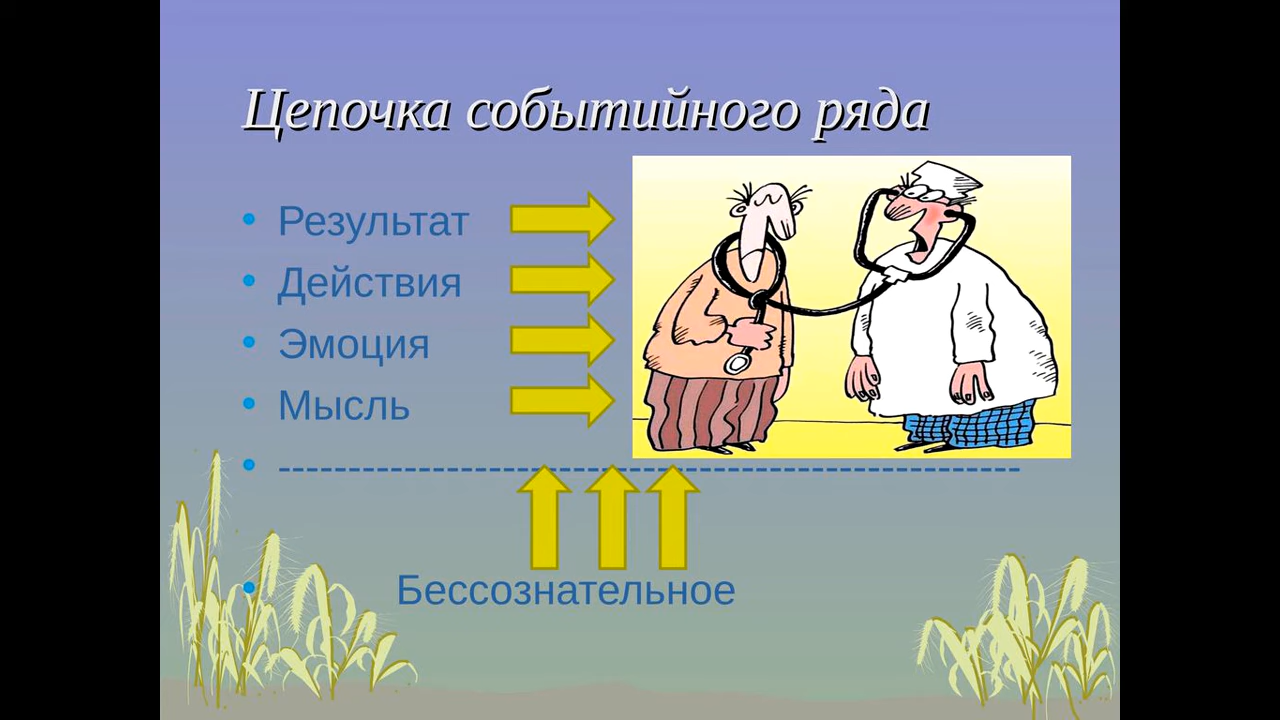 Цепочка событийного ряда
• Результат
• Действия
• Эмоция
• Мысль
• -----------------------------------------------------
• Бессознательное